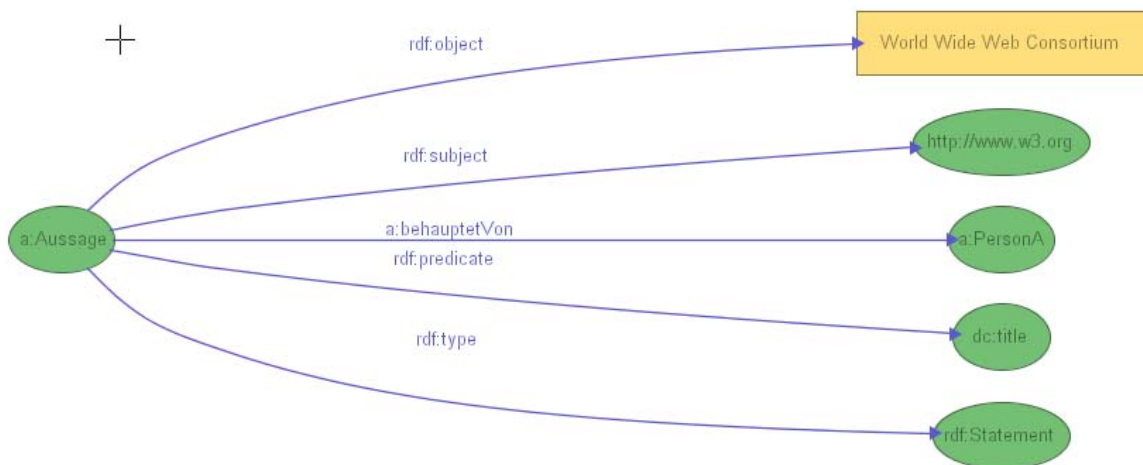 rdf:object
World Wide Web Consortium
rdf:subject
http://www.w3.org
a:Aussage
a:behauptetVon
a:PersonA
rdf:predicate
dc:title
rdf:type
rdf:Statement